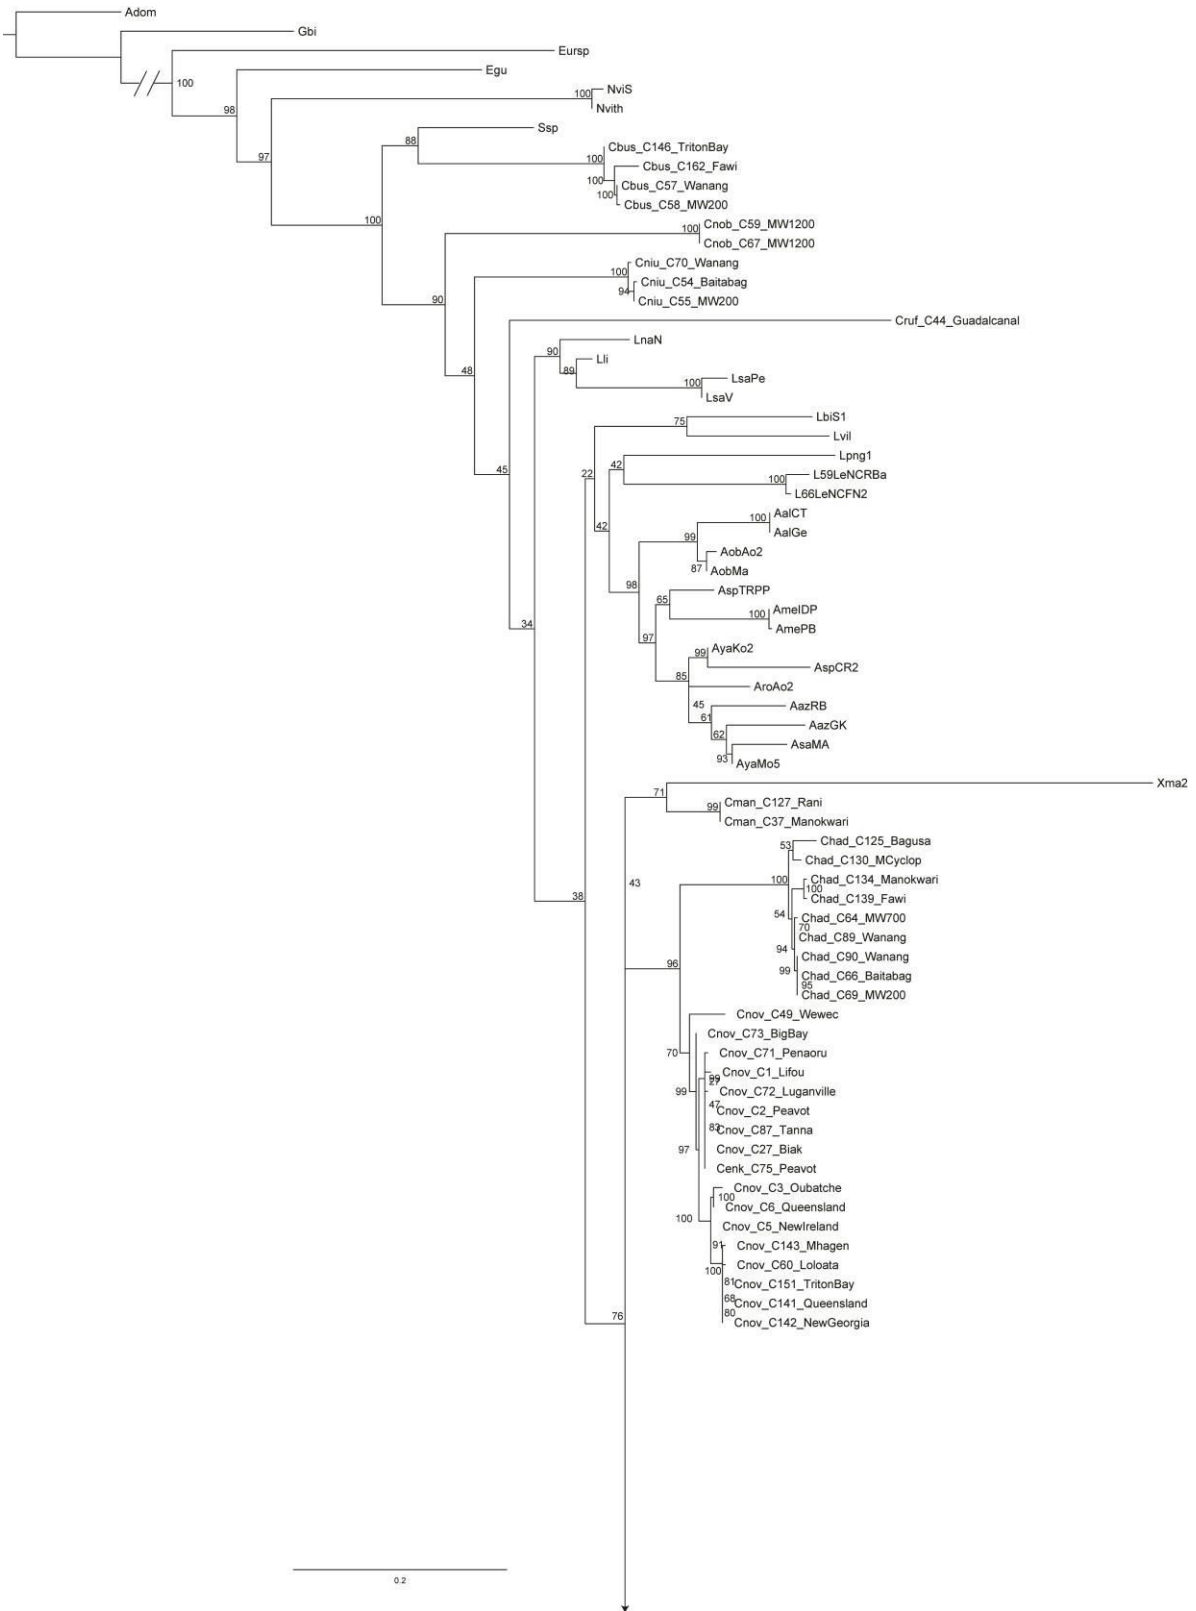 Adom
Gbi
Eursp
100
Egu
98
NviS
100
Nvith
Ssp
88
97
Cbus_C146_TritonBay
100
Cbus_C162_Fawi
100
Cbus_C57_Wanang
100
Cbus_C58_MW200
100
Cnob_C59_MW1200
100
Cnob_C67_MW1200
Cniu_C70_Wanang
100
Cniu_C54_Baitabag
94
Cniu_C55_MW200
90
Cruf_C44_Guadalcanal
LnaN
90
Lli
89
48
LsaPe
100
LsaV
LbiS1
75
Lvil
Lpng1
42
45
22
L59LeNCRBa
100
L66LeNCFN2
AalCT
100
42
AalGe
99
AobAo2
87
AobMa
98
AspTRPP
65
AmeIDP
100
34
AmePB
97
AyaKo2
99
AspCR2
85
AroAo2
45
AazRB
61
AazGK
62
AsaMA
93
AyaMo5
Xma2
71
Cman_C127_Rani
99
Cman_C37_Manokwari
Chad_C125_Bagusa
53
Chad_C130_MCyclop
43
100
Chad_C134_Manokwari
100
38
Chad_C139_Fawi
54
Chad_C64_MW700
70
Chad_C89_Wanang
94
Chad_C90_Wanang
96
99
Chad_C66_Baitabag
95
Chad_C69_MW200
Cnov_C49_Wewec
Cnov_C73_BigBay
70
Cnov_C71_Penaoru
Cnov_C1_Lifou
99
27
99
Cnov_C72_Luganville
47
Cnov_C2_Peavot
83
Cnov_C87_Tanna
97
Cnov_C27_Biak
Cenk_C75_Peavot
Cnov_C3_Oubatche
100
Cnov_C6_Queensland
100
Cnov_C5_NewIreland
91
Cnov_C143_Mhagen
100
Cnov_C60_Loloata
81
Cnov_C151_TritonBay
68
Cnov_C141_Queensland
76
80
Cnov_C142_NewGeorgia
0.2